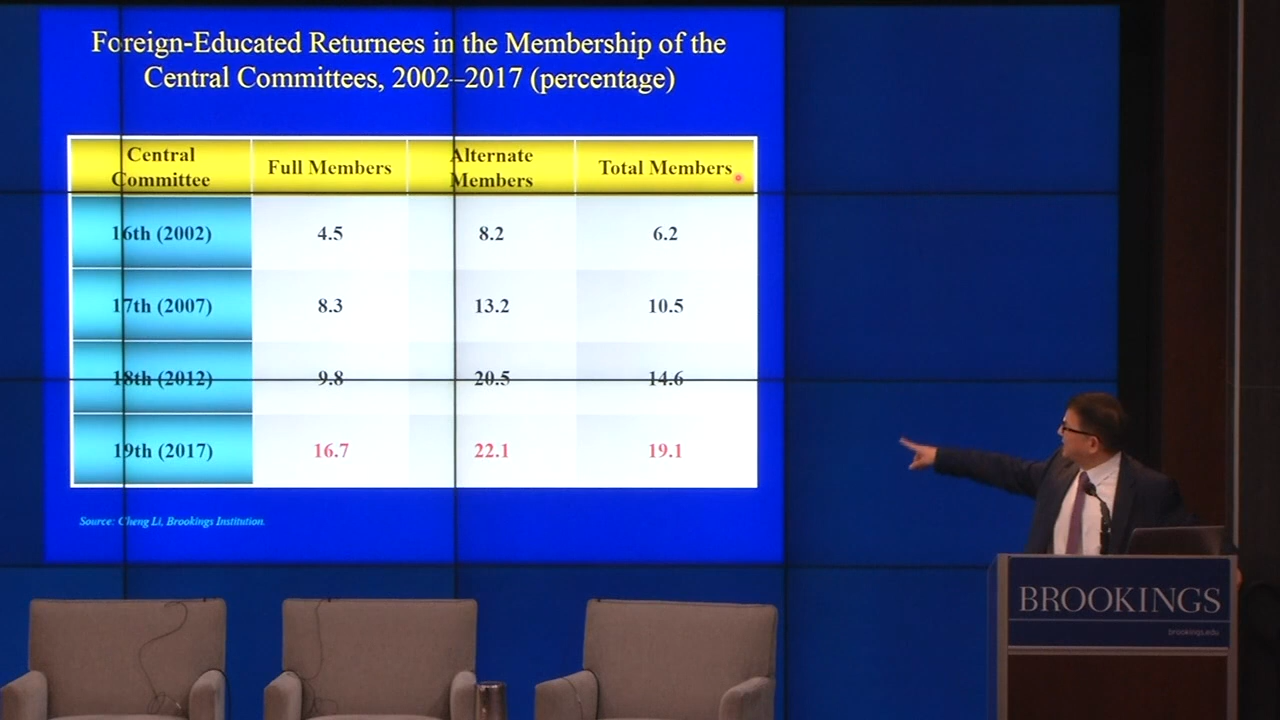 Foreign-Educated Returnees in the Membership of the
Central Committees, 2002–2017 (percentage)
Central Committee Full Members Alternate Members Total Members
16th (2002) 4.5 8.2 6.2
17th (2007) 8.3 13.2 10.5
18th (2012) 9.8 20.5 14.6
19th (2017) 16.7 22.1 19.1
Source: Cheng Li, Brookings Institution.
BROOKINGS
brookings.edu